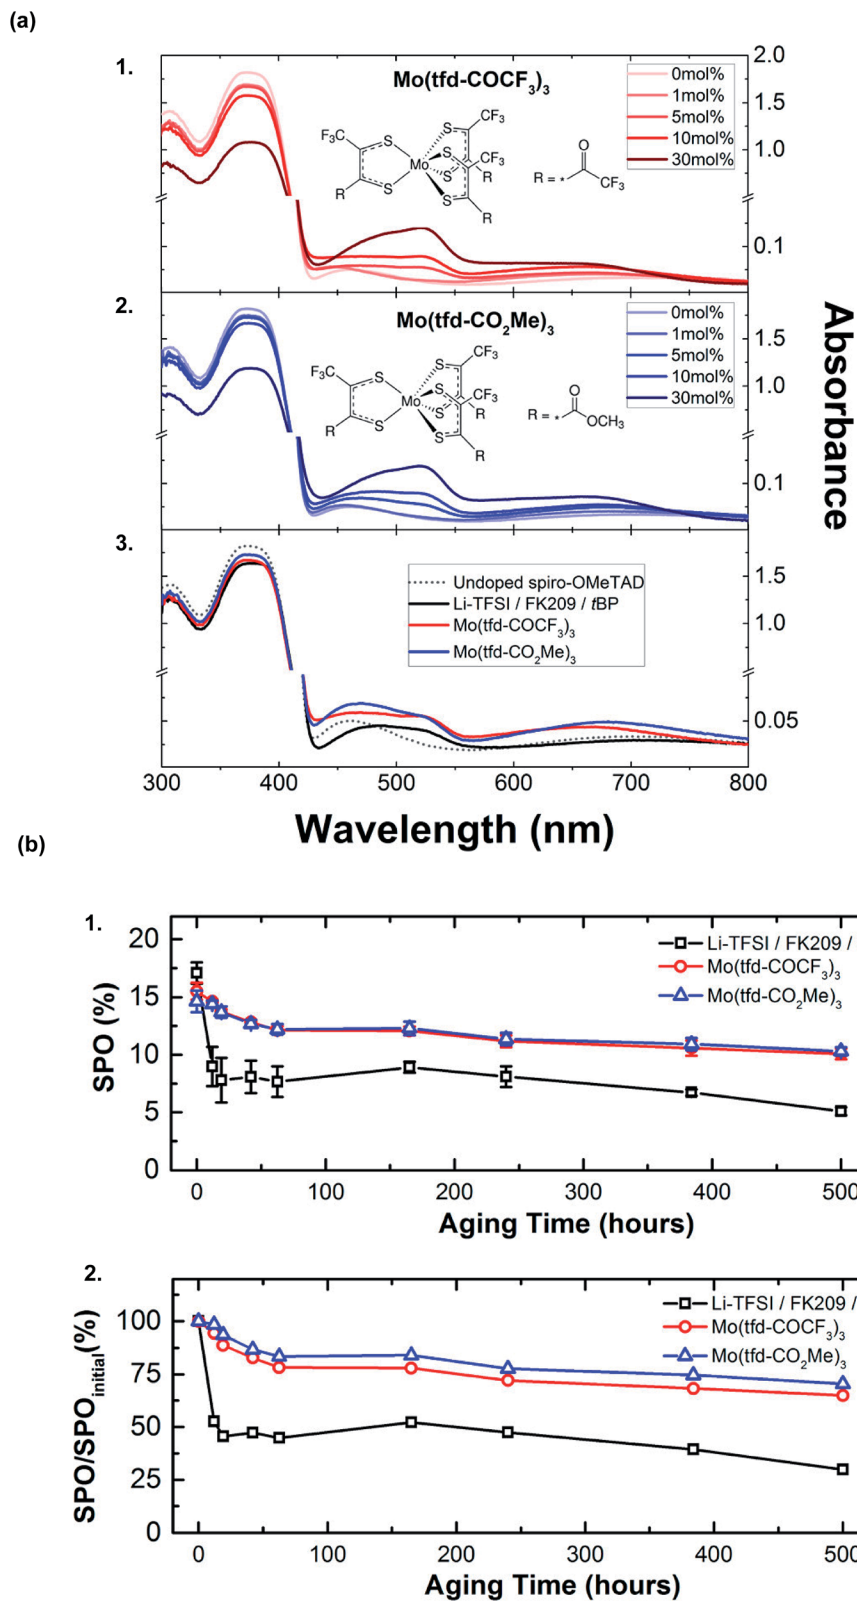 (a)
1.
Mo(tfd-COCF₃)₃
0mol%
1mol%
5mol%
10mol%
30mol%
2.0
1.5
1.0
0.1
F₃C
S
S
R
Mo
S
S
S
S
CF₃
CF₃
R
R
R =
*
O
CF₃
2.
Mo(tfd-CO₂Me)₃
0mol%
1mol%
5mol%
10mol%
30mol%
1.5
1.0
0.1
F₃C
S
S
R
Mo
S
S
S
S
CF₃
CF₃
R
R
R =
*
O
OCH₃
Absorbance
3.
Undoped spiro-OMeTAD
Li-TFSI / FK209 / tBP
Mo(tfd-COCF₃)₃
Mo(tfd-CO₂Me)₃
1.5
1.0
0.05
300 400 500 600 700 800
Wavelength (nm)
(b)
1.
Li-TFSI / FK209 /
Mo(tfd-COCF₃)₃
Mo(tfd-CO₂Me)₃
SPO (%)
20
15
10
5
0
0 100 200 300 400 500
Aging Time (hours)
2.
Li-TFSI / FK209 /
Mo(tfd-COCF₃)₃
Mo(tfd-CO₂Me)₃
SPO/SPOinitial(%)
100
75
50
25
0
0 100 200 300 400 500
Aging Time (hours)